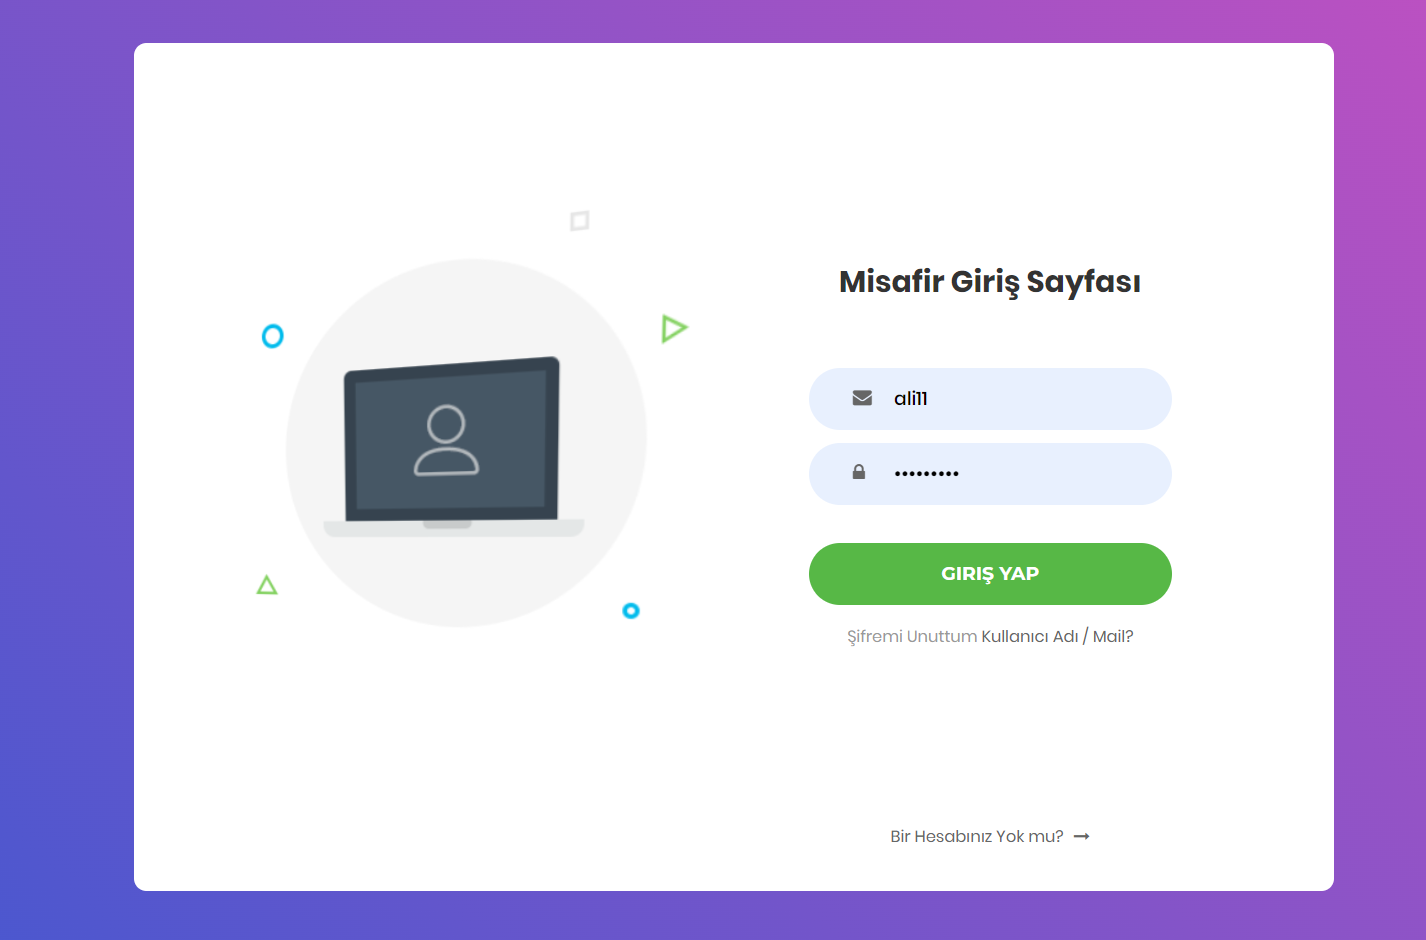 Misafir Giriş Sayfası
ali11
•••••••••
GIRIŞ YAP
Şifremi Unuttum Kullanıcı Adı / Mail?
Bir Hesabınız Yok mu?